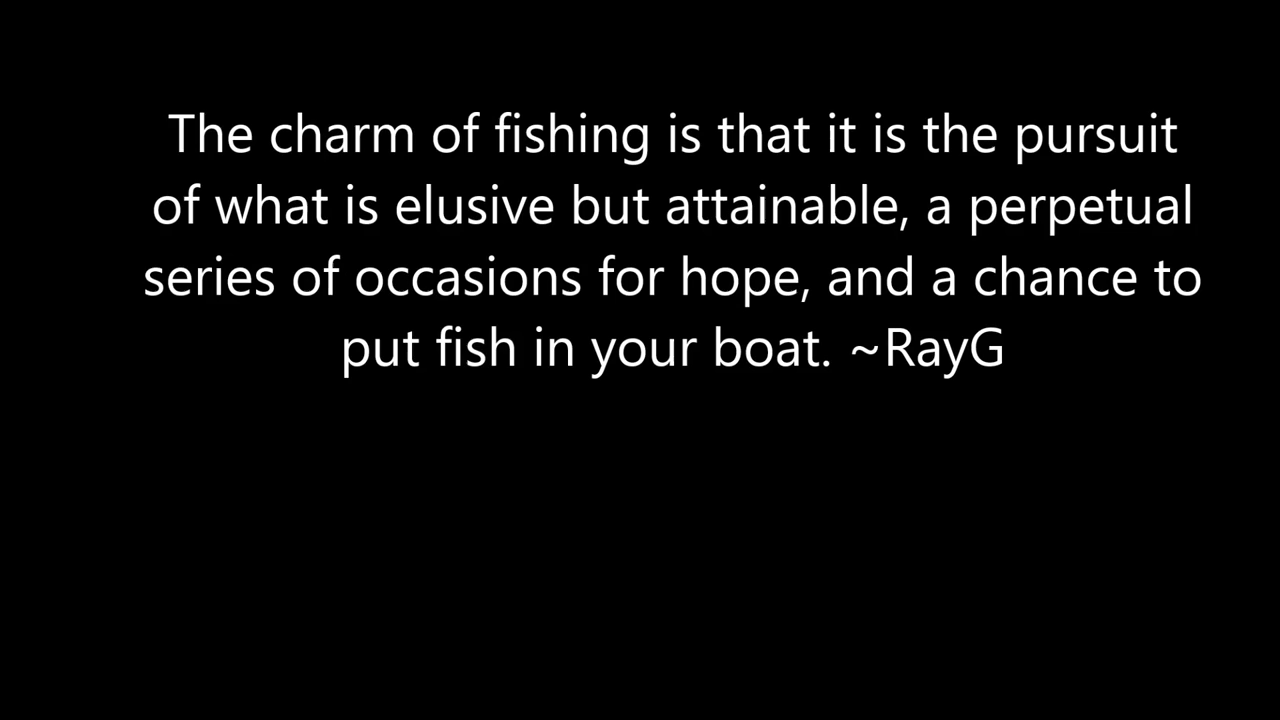 The charm of fishing is that it is the pursuit
of what is elusive but attainable, a perpetual
series of occasions for hope, and a chance to
put fish in your boat. ~RayG